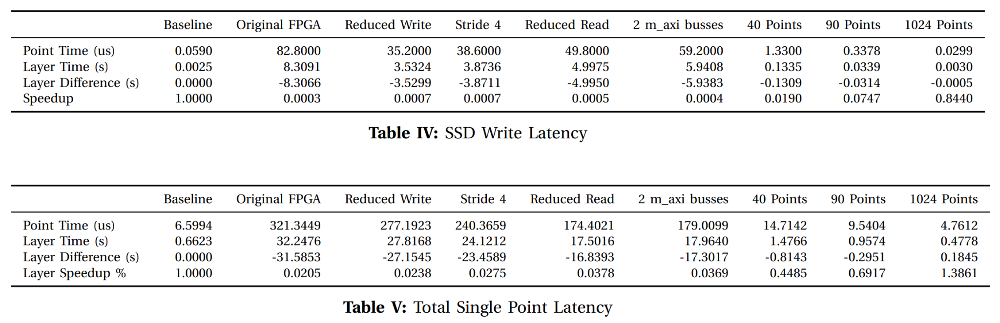 Baseline Original FPGA Reduced Write Stride 4 Reduced Read 2 m_axi busses 40 Points 90 Points 1024 Points
Point Time (us) 0.0590 82.8000 35.2000 38.6000 49.8000 59.2000 1.3300 0.3378 0.0299
Layer Time (s) 0.0025 8.3091 3.5324 3.8736 4.9975 5.9408 0.1335 0.0339 0.0030
Layer Difference (s) 0.0000 -8.3066 -3.5299 -3.8711 -4.9950 -5.9383 -0.1309 -0.0314 -0.0005
Speedup 1.0000 0.0003 0.0007 0.0007 0.0005 0.0004 0.0190 0.0747 0.8440
Table IV: SSD Write Latency
Baseline Original FPGA Reduced Write Stride 4 Reduced Read 2 m_axi busses 40 Points 90 Points 1024 Points
Point Time (us) 6.5994 321.3449 277.1923 240.3659 174.4021 179.0099 14.7142 9.5404 4.7612
Layer Time (s) 0.6623 32.2476 27.8168 24.1212 17.5016 17.9640 1.4766 0.9574 0.4778
Layer Difference (s) 0.0000 -31.5853 -27.1545 -23.4589 -16.8393 -17.3017 -0.8143 -0.2951 0.1845
Layer Speedup % 1.0000 0.0205 0.0238 0.0275 0.0378 0.0369 0.4485 0.6917 1.3861
Table V: Total Single Point Latency